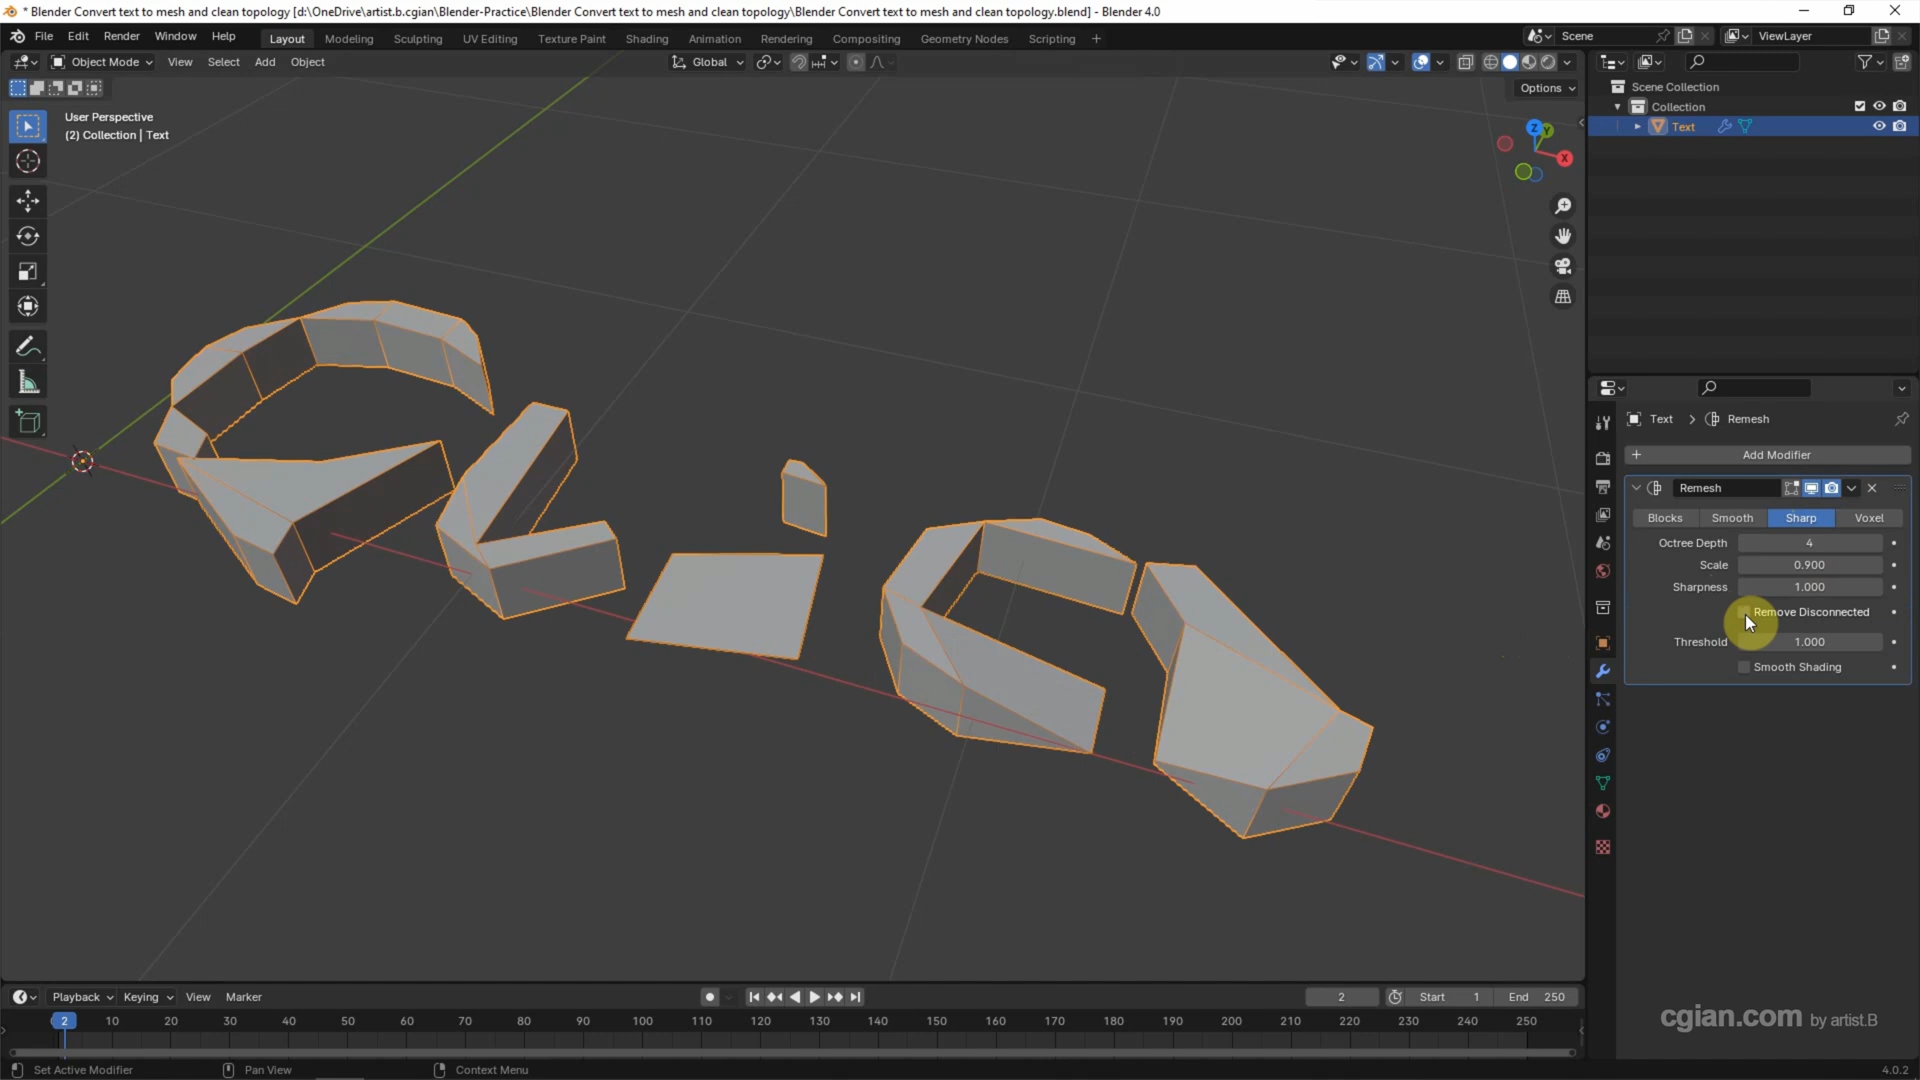 * Blender Convert text to mesh and clean topology [d:\OneDrive\artist.b.cgian\Blender-Practice\Blender Convert text to mesh and clean topology\Blender Convert text to mesh and clean topology.blend] - Blender 4.0
File Edit Render Window Help Layout Modeling Sculpting UV Editing Texture Paint Shading Animation Rendering Compositing Geometry Nodes Scripting + Scene ViewLayer
Object Mode View Select Add Object Global
Options
User Perspective
(2) Collection | Text
Z
Y
X
Scene Collection
Collection
Text
Text > Remesh
+ Add Modifier
Remesh
Blocks Smooth Sharp Voxel
Octree Depth 4
Scale 0.900
Sharpness 1.000
Remove Disconnected
Threshold 1.000
Smooth Shading
Playback Keying View Marker 2 Start 1 End 250
2 10 20 30 40 50 60 70 80 90 100 110 120 130 140 150 160 170 180 190 200 210 220 230 240 250
cgian.com by artist.B
Set Active Modifier Pan View Context Menu 4.0.2